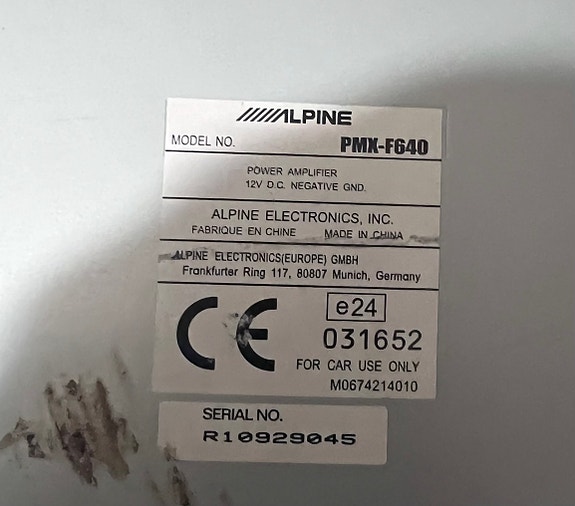 ALPINE
MODEL NO. PMX-F640
POWER AMPLIFIER
12V D.C. NEGATIVE GND.
ALPINE ELECTRONICS, INC.
FABRIQUE EN CHINE MADE IN CHINA
ALPINE ELECTRONICS(EUROPE) GMBH
Frankfurter Ring 117, 80807 Munich, Germany
CE
e24
031652
FOR CAR USE ONLY
M0674214010
SERIAL NO.
R10929045